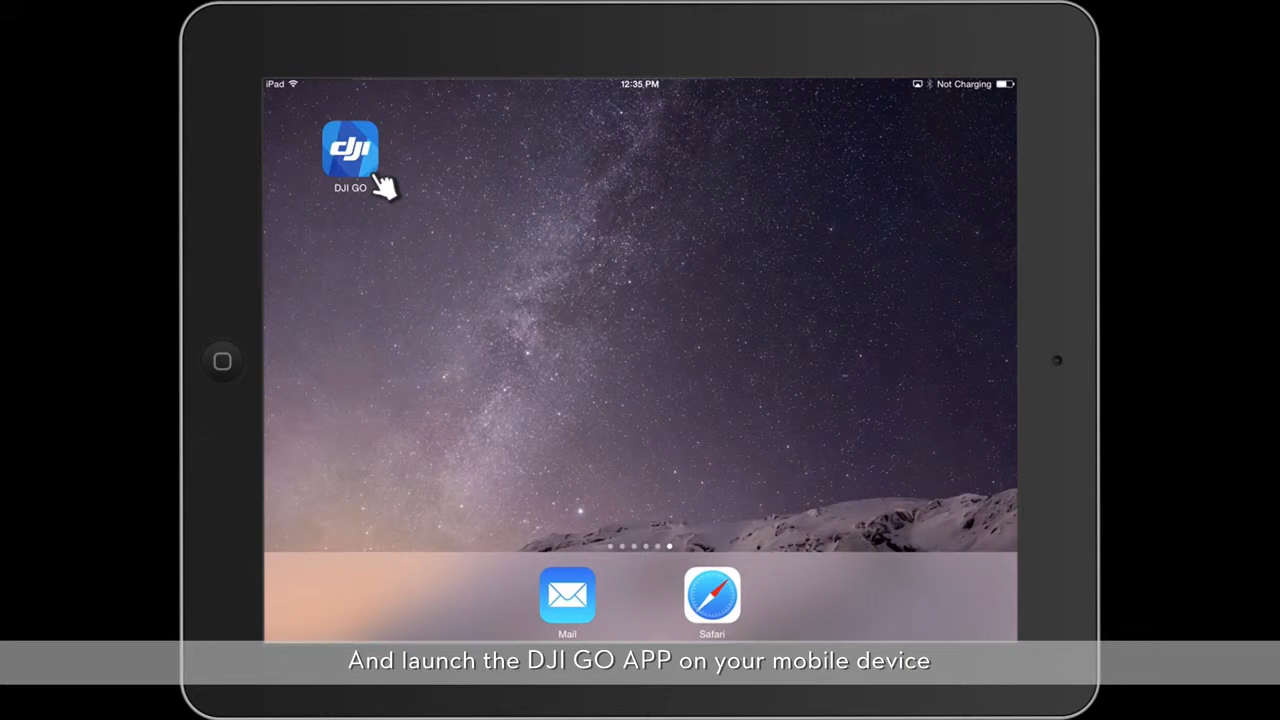 iPad
12:35 PM
Not Charging
dji
DJI GO
Mail
Safari
And launch the DJI GO APP on your mobile device